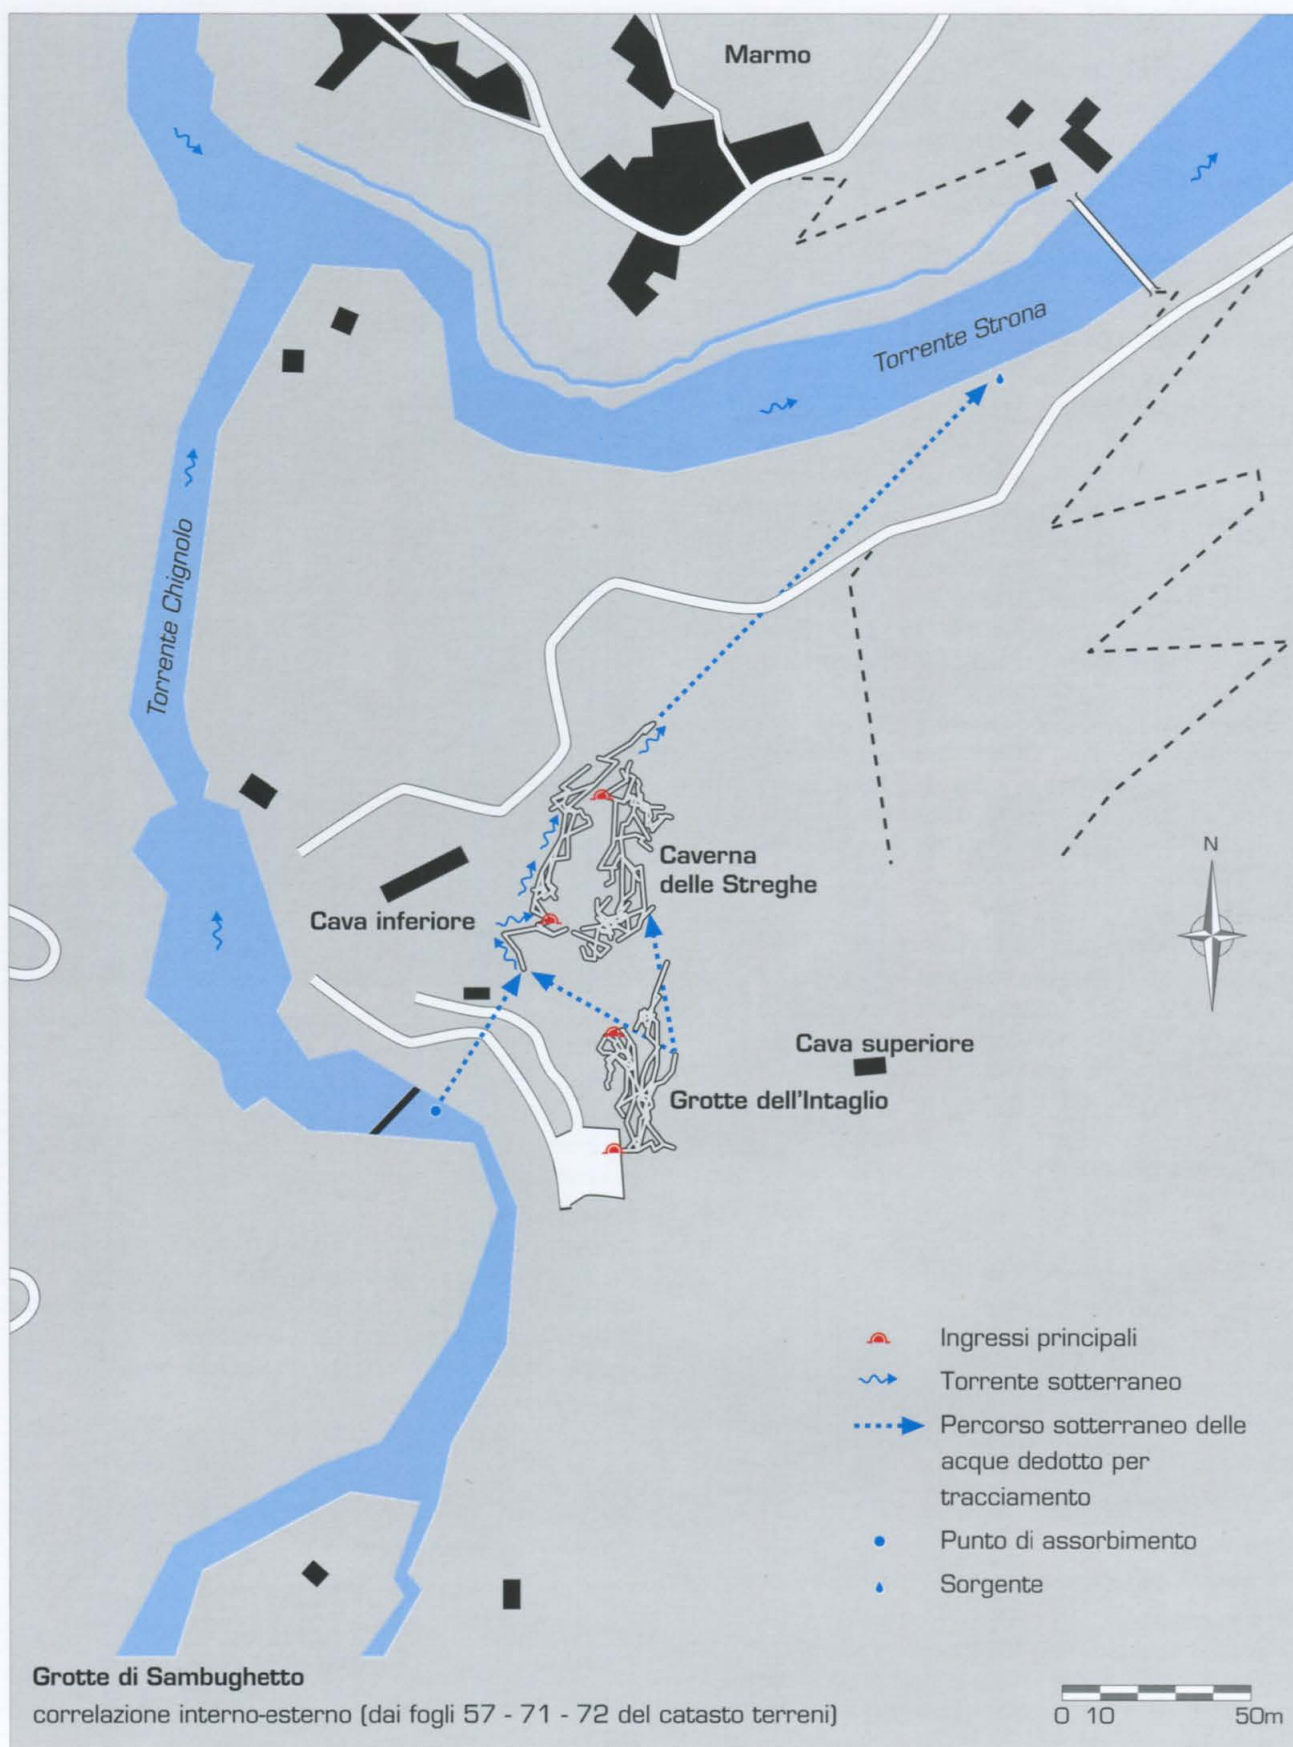 Marmo
Torrente Strona
Torrente Chignolo
Caverna
delle Streghe
Cava inferiore
N
Cava superiore
Grotte dell'Intaglio
Ingressi principali
Torrente sotterraneo
Percorso sotterraneo delle
acque dedotto per
tracciamento
Punto di assorbimento
Sorgente
Grotte di Sambughetto
correlazione interno-esterno (dai fogli 57 - 71 - 72 del catasto terreni)
0 10 50m